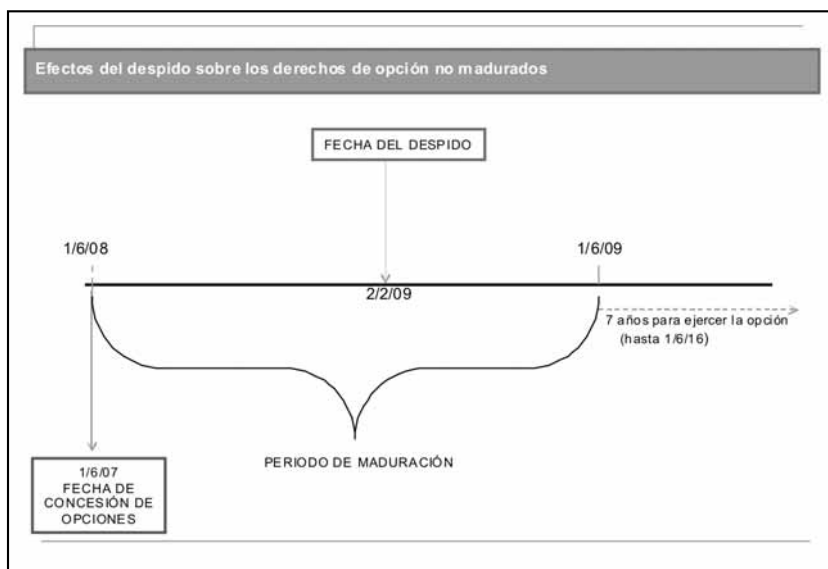 Efectos del despido sobre los derechos de opción no madurados
FECHA DEL DESPIDO
1/6/08
1/6/09
2/2/09
7 años para ejercer la opción
(hasta 1/6/16)
PERIODO DE MADURACIÓN
1/6/07
FECHA DE
CONCESIÓN DE
OPCIONES